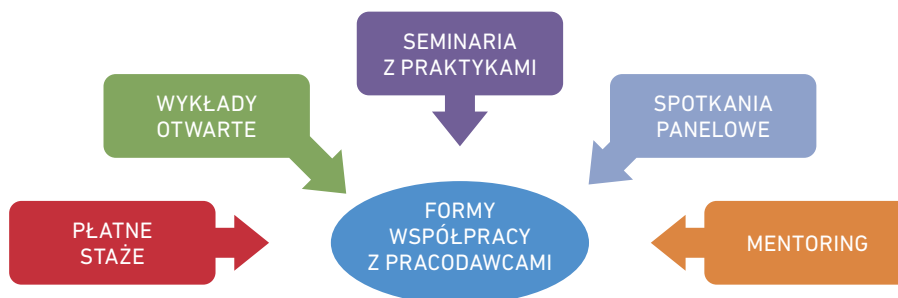 SEMINARIA
Z PRAKTYKAMI
WYKŁADY
OTWARTE
SPOTKANIA
PANELOWE
PŁATNE
STAŻE
FORMY
WSPÓŁPRACY
Z PRACODAWCAMI
MENTORING